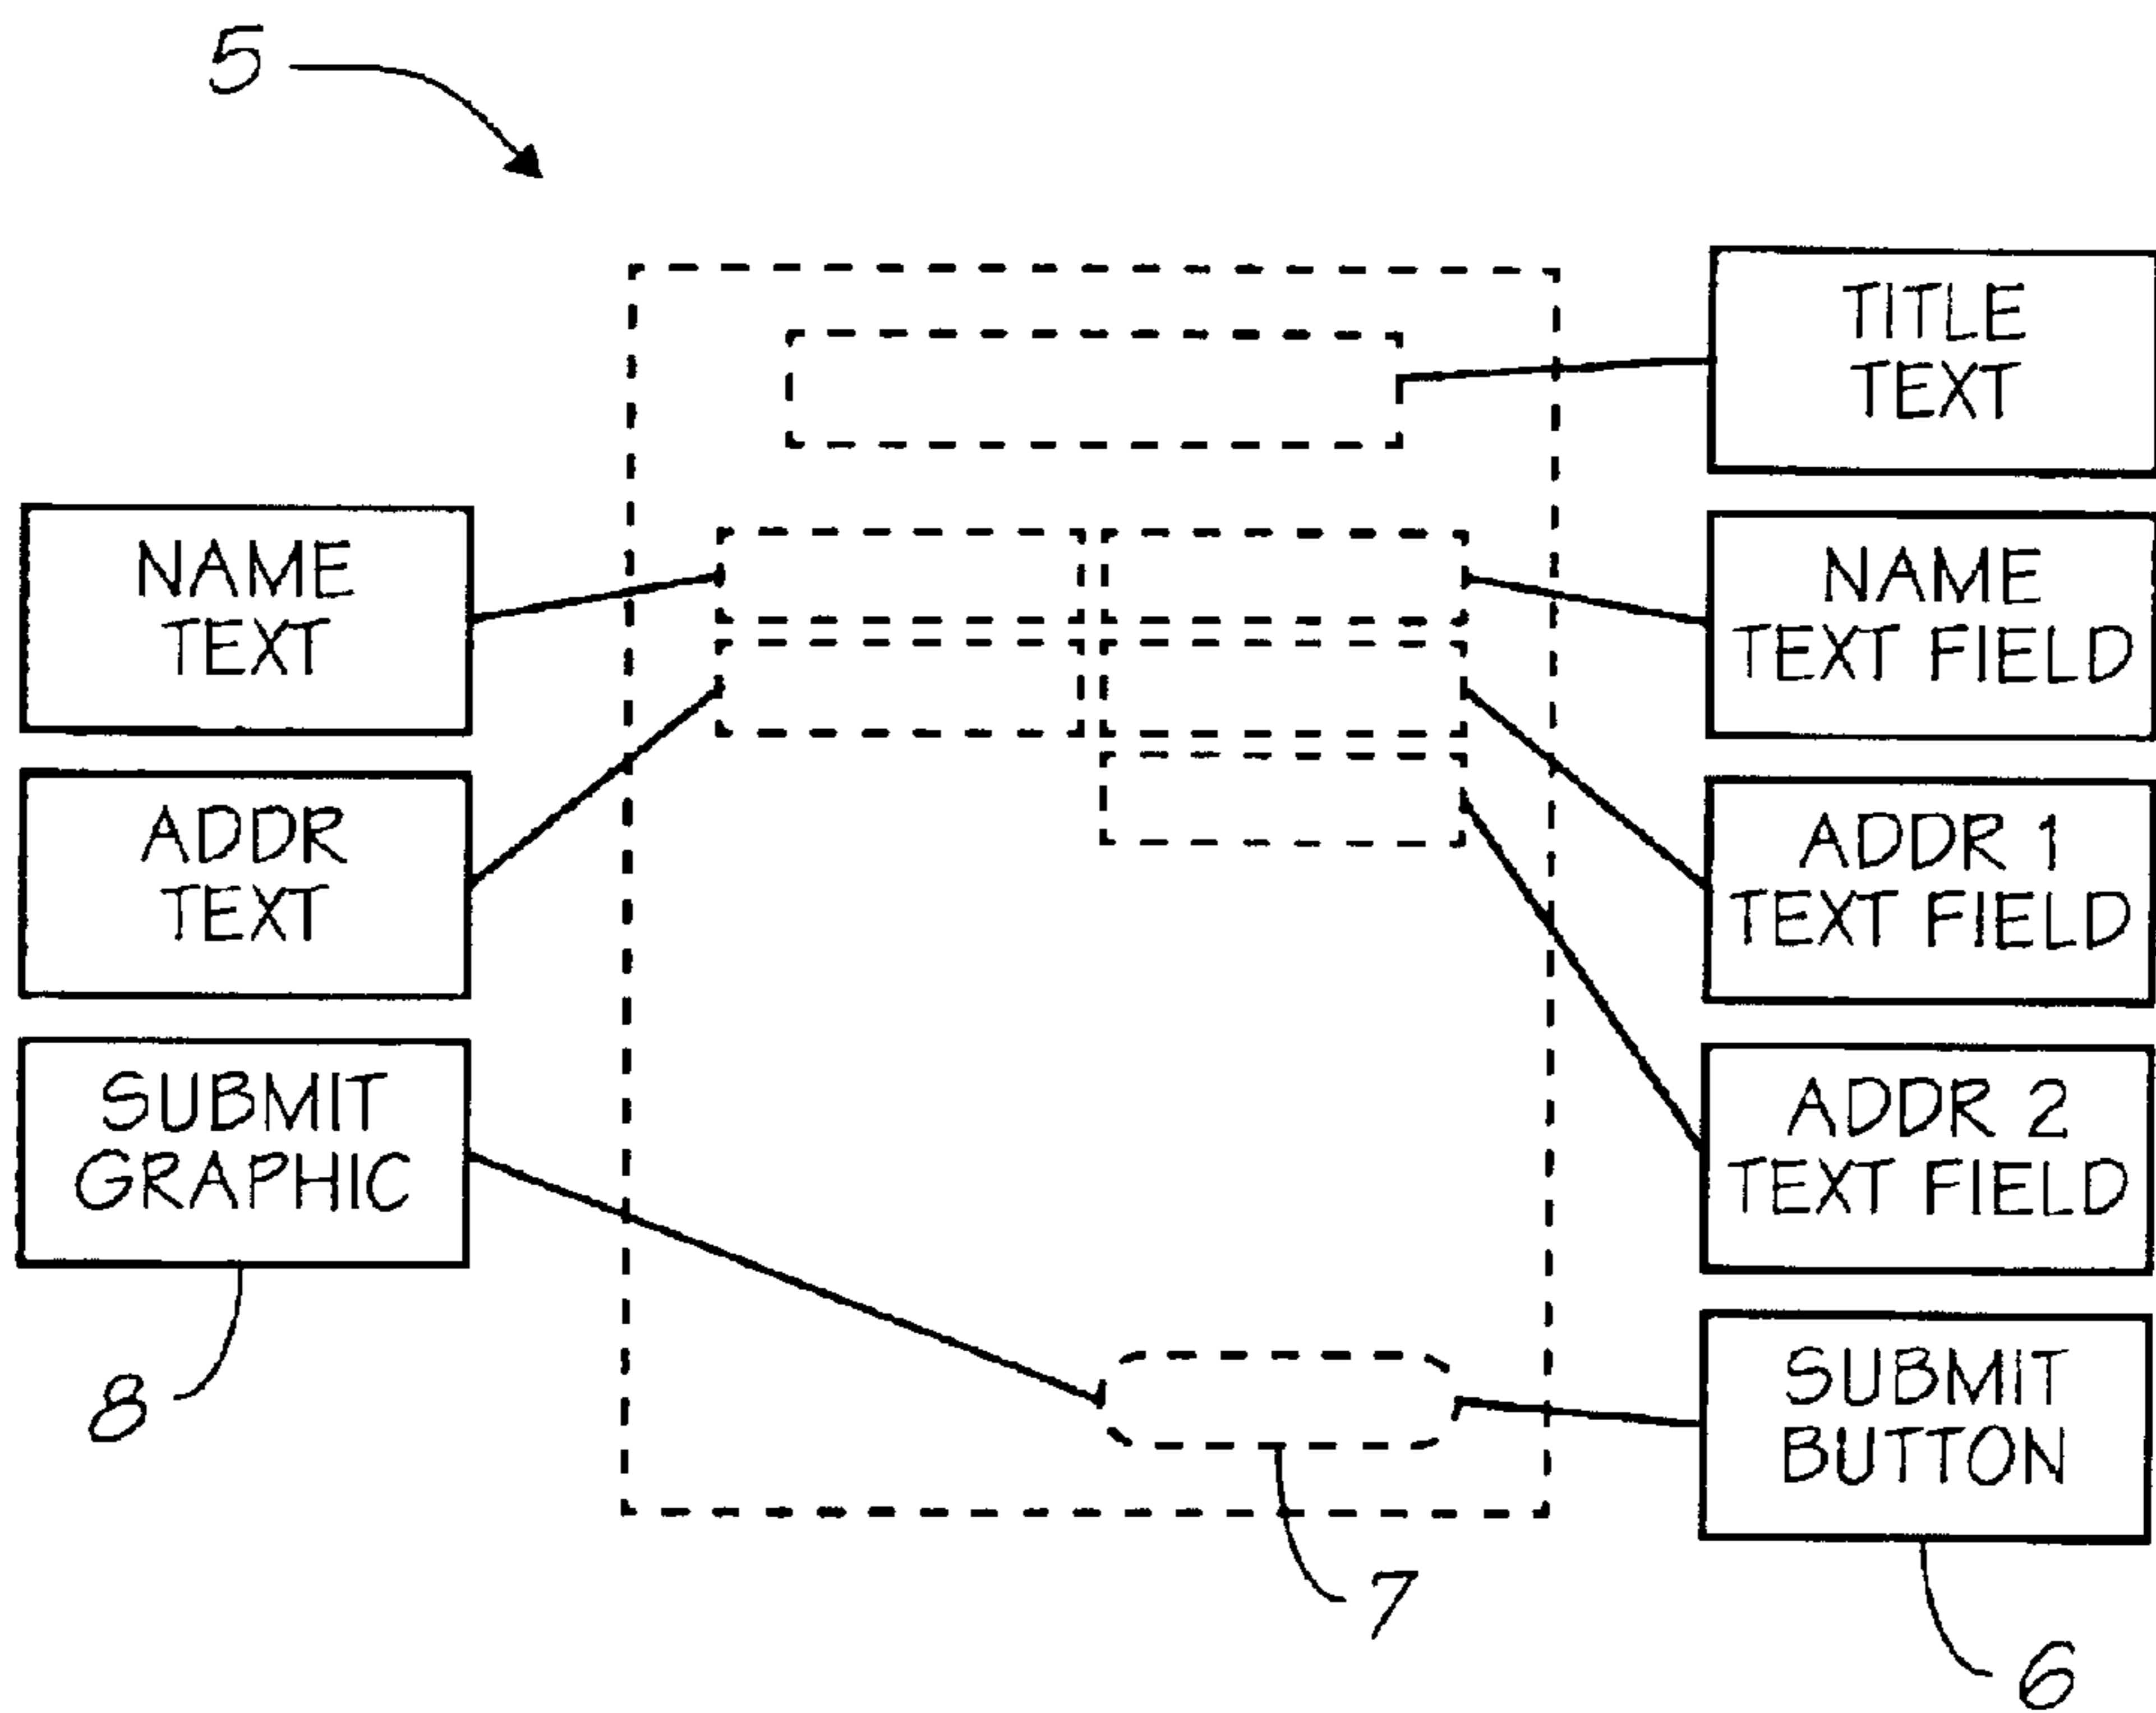 5
TITLE
TEXT
NAME
TEXT
NAME
TEXT FIELD
ADDR
TEXT
ADDR 1
TEXT FIELD
SUBMIT
GRAPHIC
ADDR 2
TEXT FIELD
8
SUBMIT
BUTTON
7
6